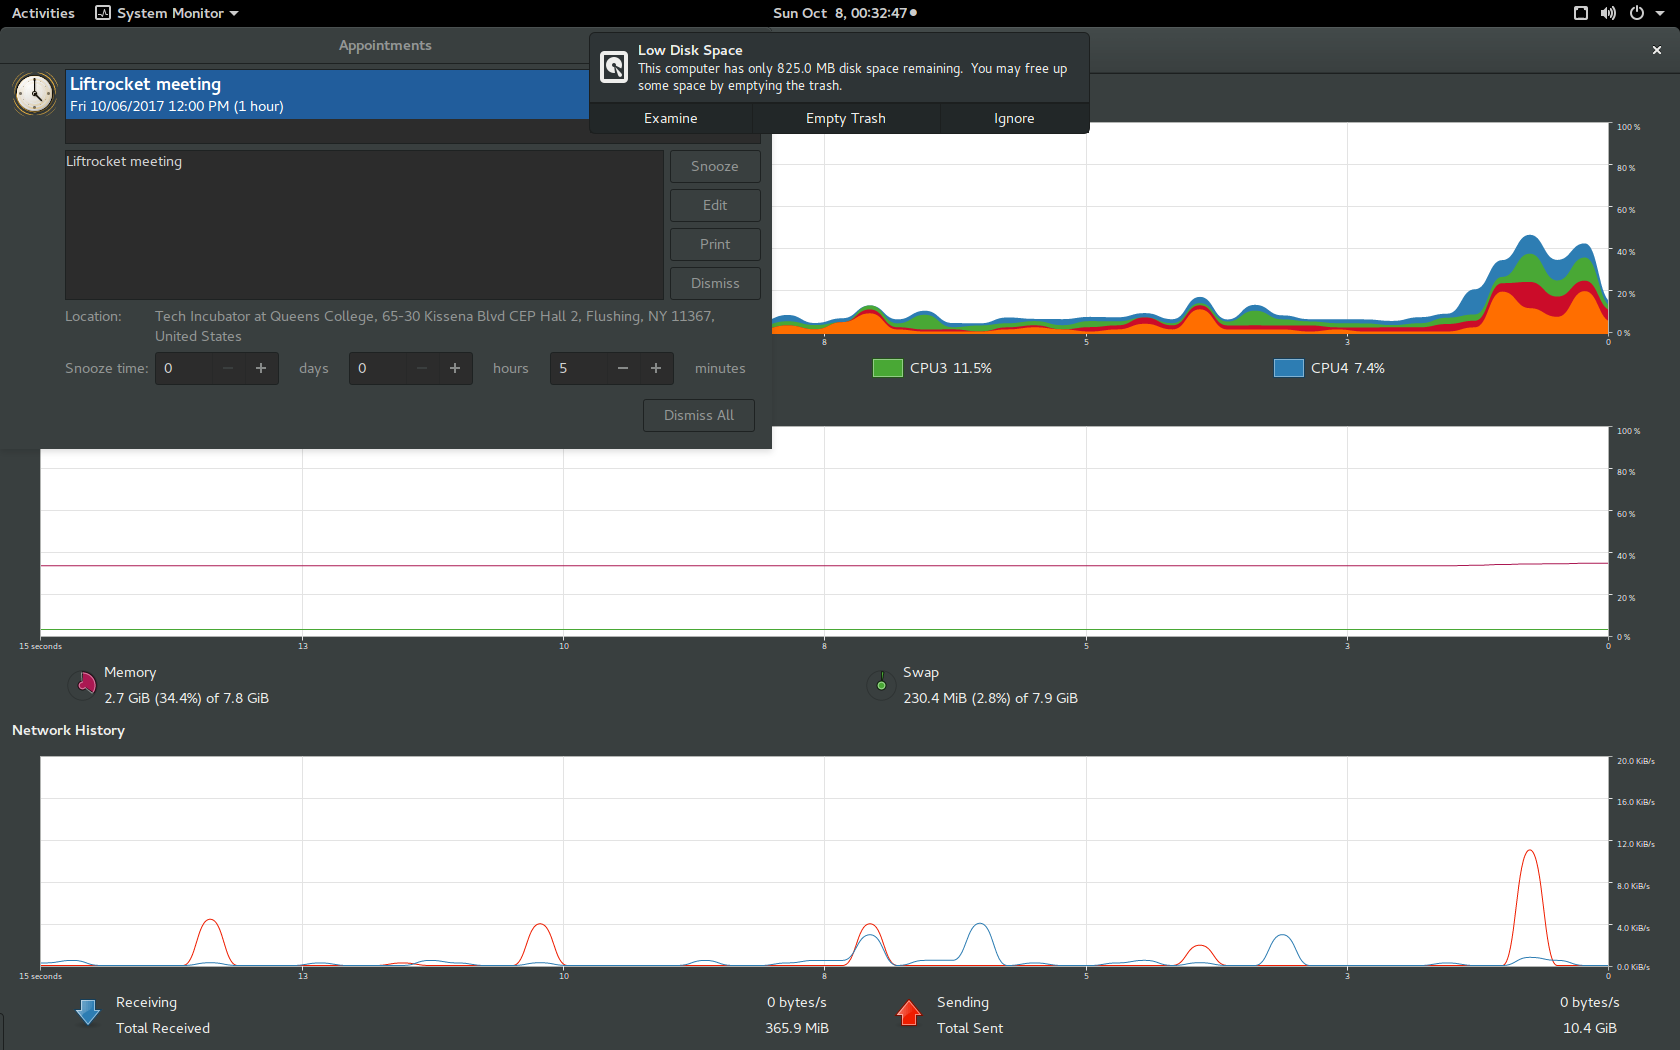 Activities
System Monitor
Sun Oct  8, 00:32:47
Appointments
Low Disk Space
This computer has only 825.0 MB disk space remaining.  You may free up
some space by emptying the trash.
Examine
Empty Trash
Ignore
Liftrocket meeting
Fri 10/06/2017 12:00 PM (1 hour)
Liftrocket meeting
Snooze
Edit
Print
Dismiss
Location:
Tech Incubator at Queens College, 65-30 Kissena Blvd CEP Hall 2, Flushing, NY 11367,
United States
Snooze time:
0
days
0
hours
5
minutes
Dismiss All
100 %
80 %
60 %
40 %
20 %
0 %
8
5
3
0
CPU3 11.5%
CPU4 7.4%
100 %
80 %
60 %
40 %
20 %
0 %
15 seconds
13
10
8
5
3
0
Memory
2.7 GiB (34.4%) of 7.8 GiB
Swap
230.4 MiB (2.8%) of 7.9 GiB
Network History
20.0 KiB/s
16.0 KiB/s
12.0 KiB/s
8.0 KiB/s
4.0 KiB/s
0.0 KiB/s
15 seconds
13
10
8
5
3
0
Receiving
0 bytes/s
Total Received
365.9 MiB
Sending
0 bytes/s
Total Sent
10.4 GiB